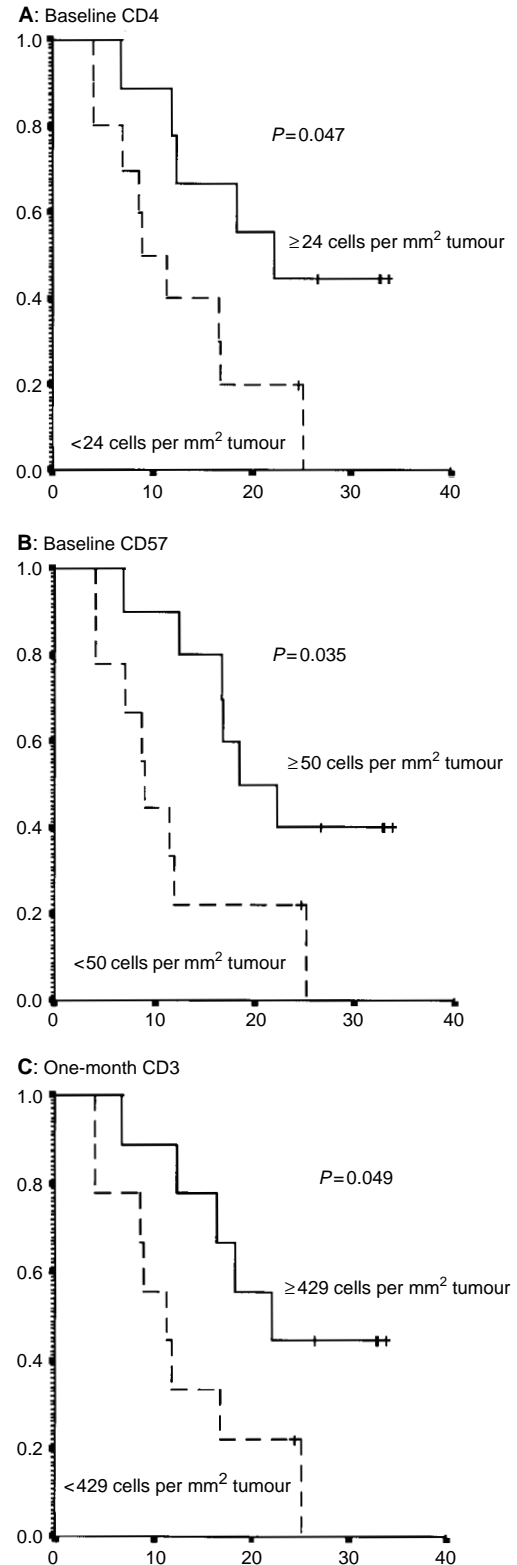 A: Baseline CD4
1.0
0.8
P=0.047
0.6
≥24 cells per mm² tumour
0.4
0.2
<24 cells per mm² tumour
0.0
0 10 20 30 40
B: Baseline CD57
1.0
0.8
P=0.035
0.6
≥50 cells per mm² tumour
0.4
0.2
<50 cells per mm² tumour
0.0
0 10 20 30 40
C: One-month CD3
1.0
0.8
P=0.049
0.6
≥429 cells per mm² tumour
0.4
0.2
<429 cells per mm² tumour
0.0
0 10 20 30 40